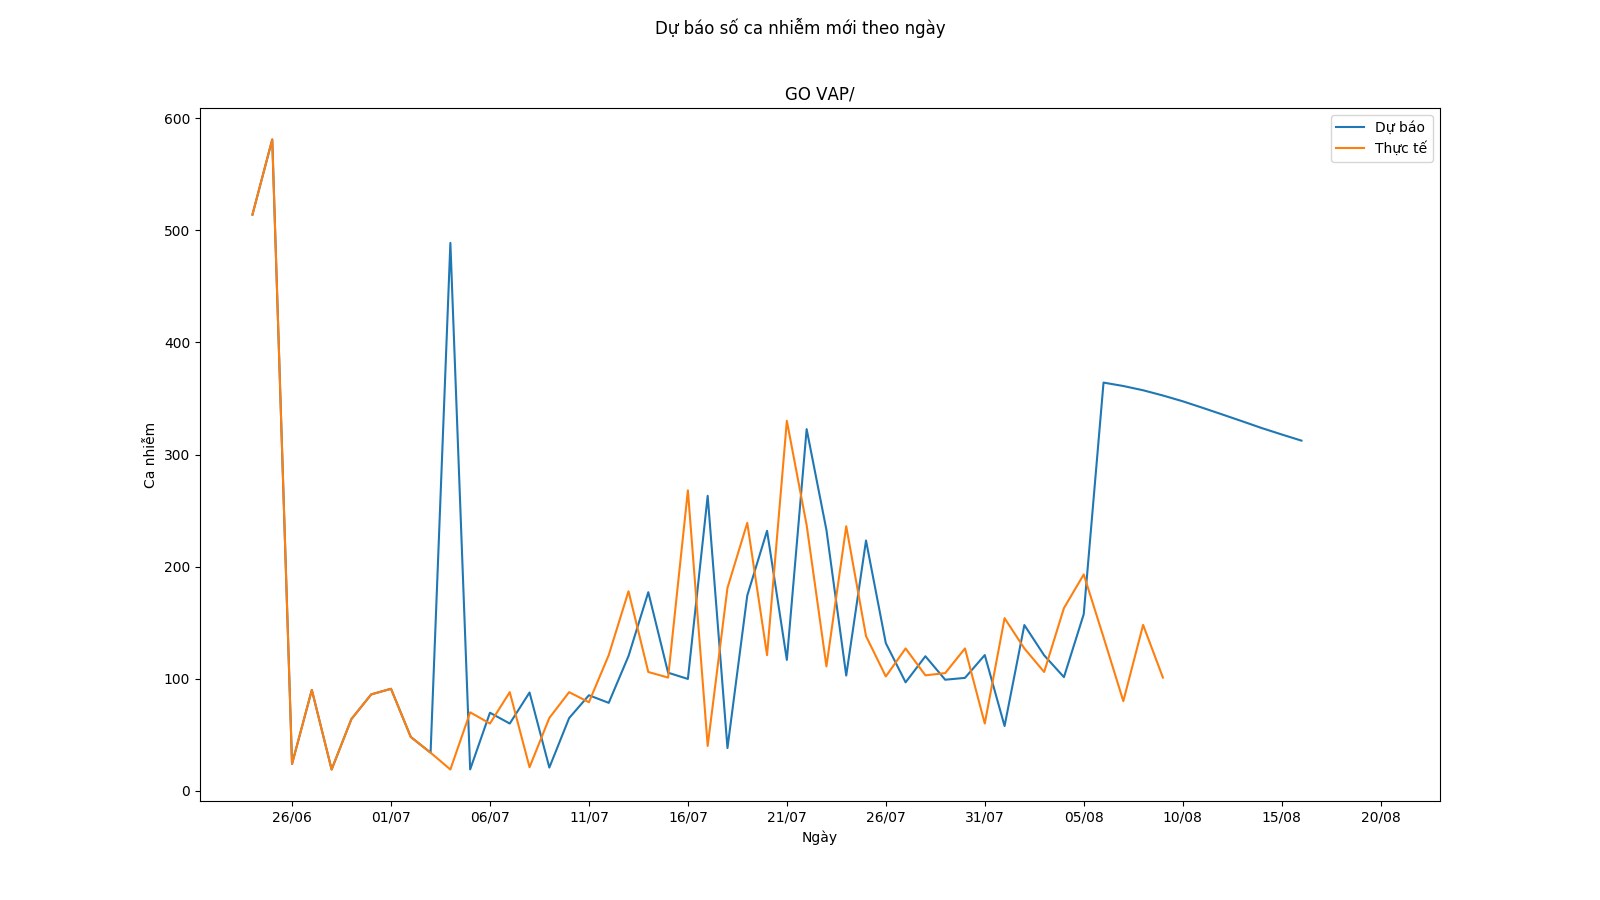 Dự báo số ca nhiễm mới theo ngày
GO VAP/
600
500
400
300
200
100
0
Ca nhiễm
Dự báo
Thực tế
26/06 01/07 06/07 11/07 16/07 21/07 26/07 31/07 05/08 10/08 15/08 20/08
Ngày